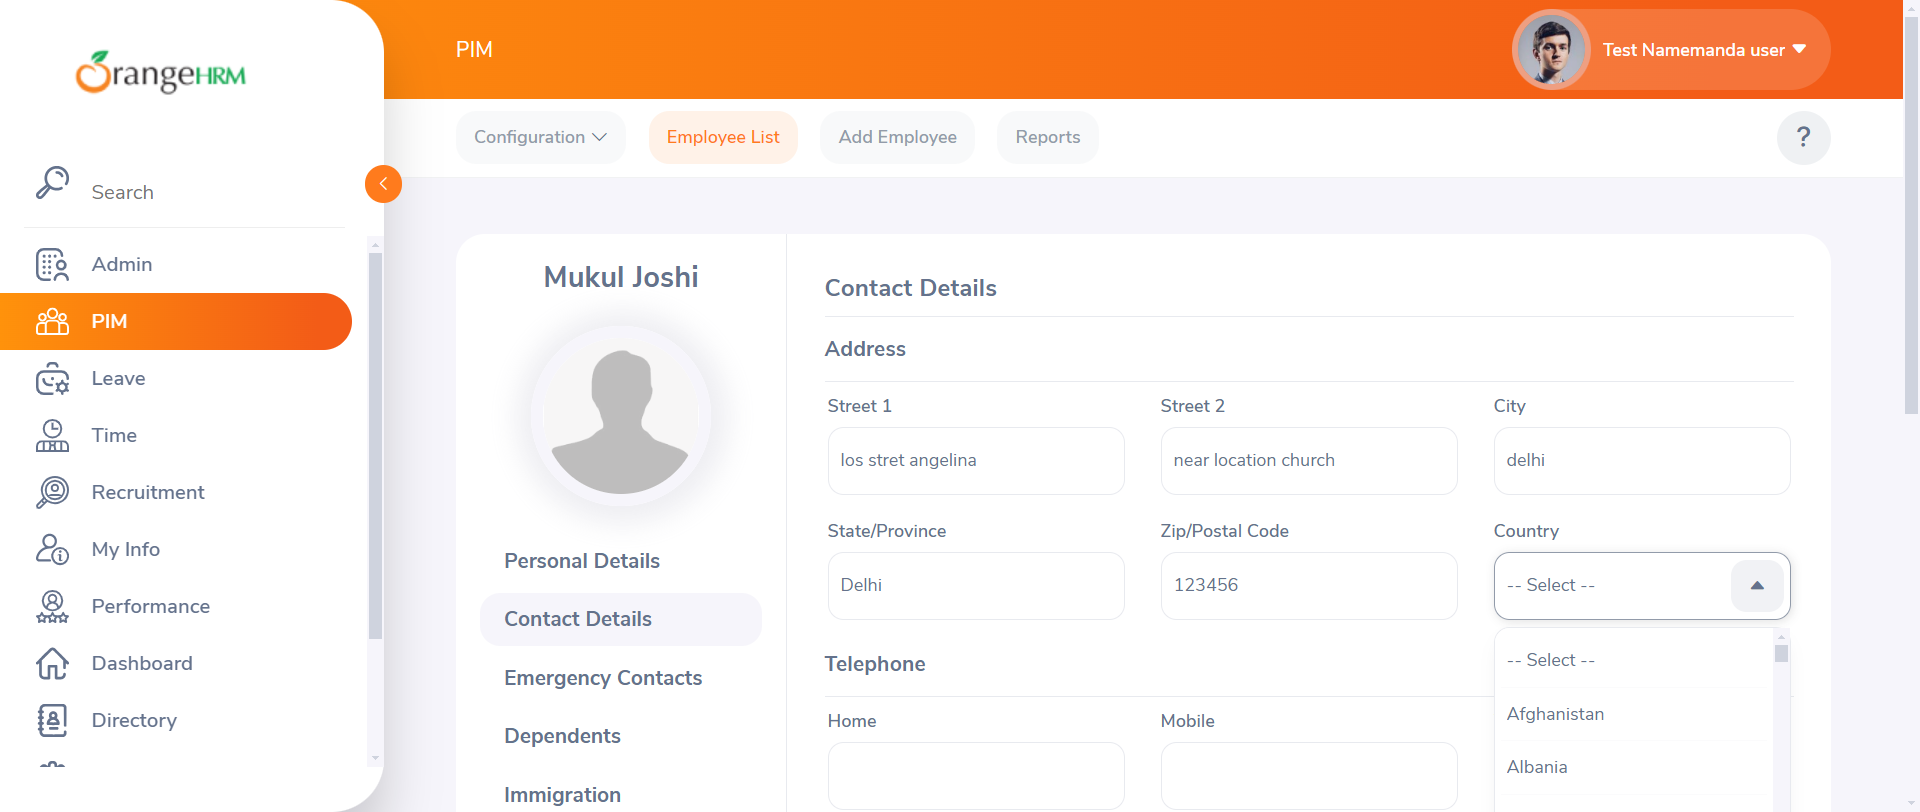 OrangeHRM
PIM
Test Namemanda user
Configuration
Employee List
Add Employee
Reports
?
Search
Admin
PIM
Leave
Time
Recruitment
My Info
Performance
Dashboard
Directory
Mukul Joshi
Personal Details
Contact Details
Emergency Contacts
Dependents
Immigration
Contact Details
Address
Street 1
Street 2
City
los stret angelina
near location church
delhi
State/Province
Zip/Postal Code
Country
Delhi
123456
-- Select --
-- Select --
Afghanistan
Albania
Telephone
Home
Mobile